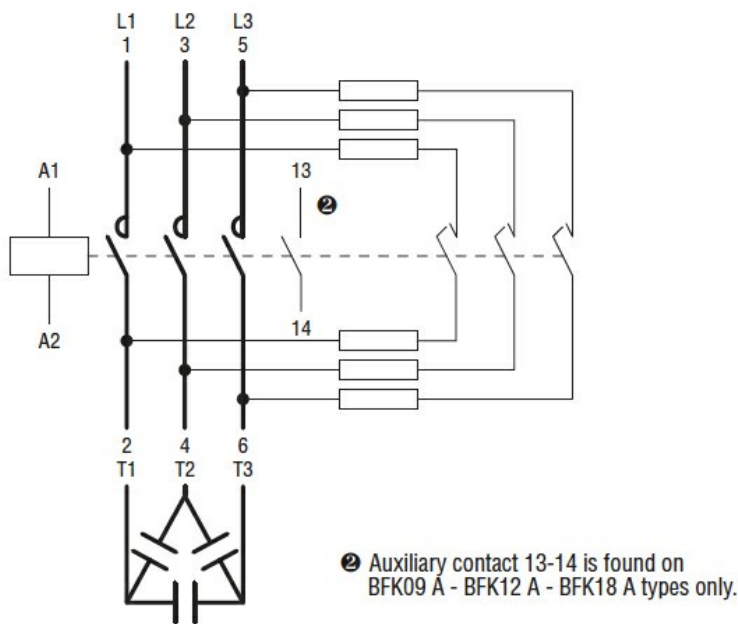 L1 L2 L3
1 3 5
A1
13
❷
14
A2
2 4 6
T1 T2 T3
❷ Auxiliary contact 13-14 is found on
BFK09 A - BFK12 A - BFK18 A types only.